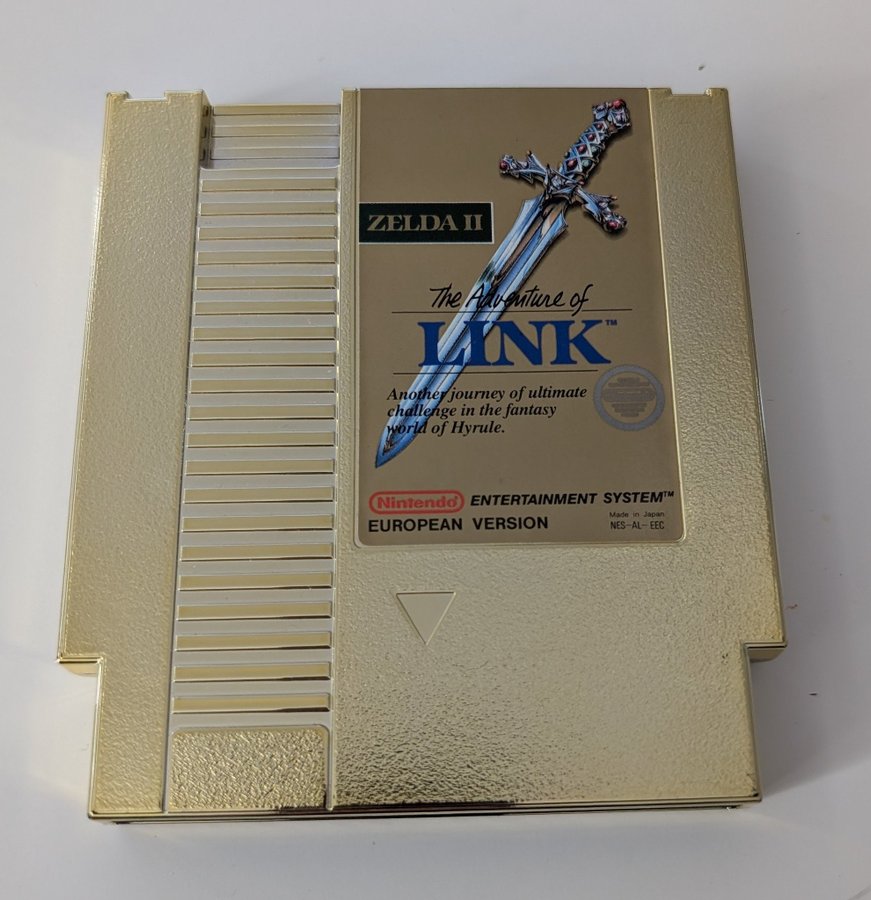 ZELDA II
The Adventure of
LINK™
Another journey of ultimate
challenge in the fantasy
world of Hyrule.
Nintendo ENTERTAINMENT SYSTEM™
Made in Japan
EUROPEAN VERSION NES-AL-EEC